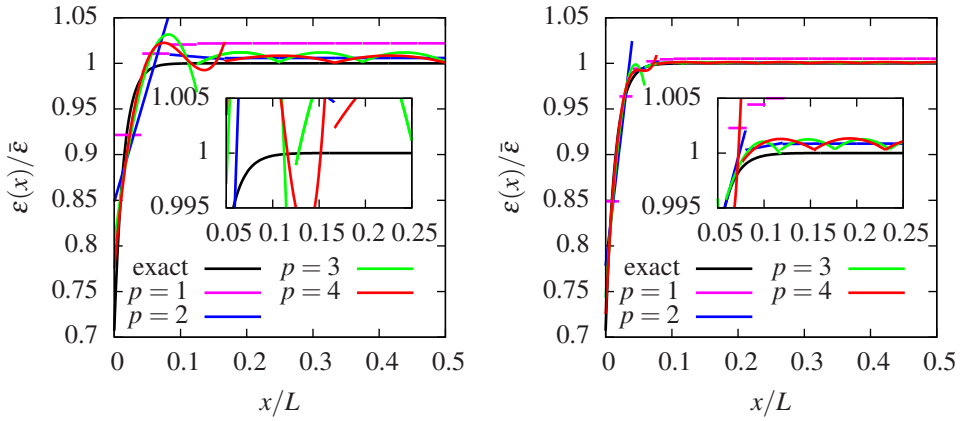 1.05
1
0.95
0.9
0.85
0.8
0.75
0.7
ε(x)/ε̄
1.005
1
0.995
0.05 0.1 0.15 0.2 0.25
exact
p = 1
p = 2
p = 3
p = 4
0 0.1 0.2 0.3 0.4 0.5
x/L
1.05
1
0.95
0.9
0.85
0.8
0.75
0.7
ε(x)/ε̄
1.005
1
0.995
0.05 0.1 0.15 0.2 0.25
exact
p = 1
p = 2
p = 3
p = 4
0 0.1 0.2 0.3 0.4 0.5
x/L